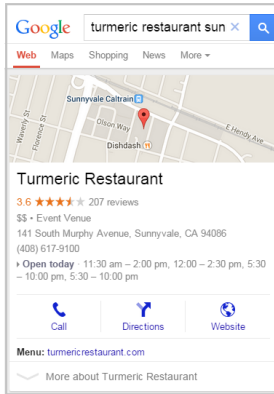 Google turmeric restaurant sun ×
Web Maps Shopping News More
Sunnyvale Caltrain
Waverly St
Florence St
Olson Way
E Hendy Ave
Dishdash
Turmeric Restaurant
3.6 207 reviews
$$ • Event Venue
141 South Murphy Avenue, Sunnyvale, CA 94086
(408) 617-9100
Open today · 11:30 am – 2:00 pm, 12:00 – 2:30 pm, 5:30
– 10:00 pm, 5:30 – 10:00 pm
Call Directions Website
Menu: turmericrestaurant.com
More about Turmeric Restaurant